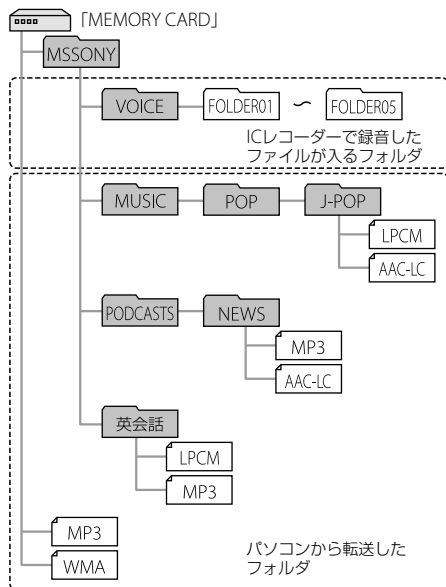 「MEMORY CARD」
MSSONY
VOICE
FOLDER01
～
FOLDER05
ICレコーダーで録音した
ファイルが入るフォルダ
MUSIC
POP
J-POP
LPCM
AAC-LC
PODCASTS
NEWS
MP3
AAC-LC
英会話
LPCM
MP3
MP3
WMA
パソコンから転送した
フォルダ